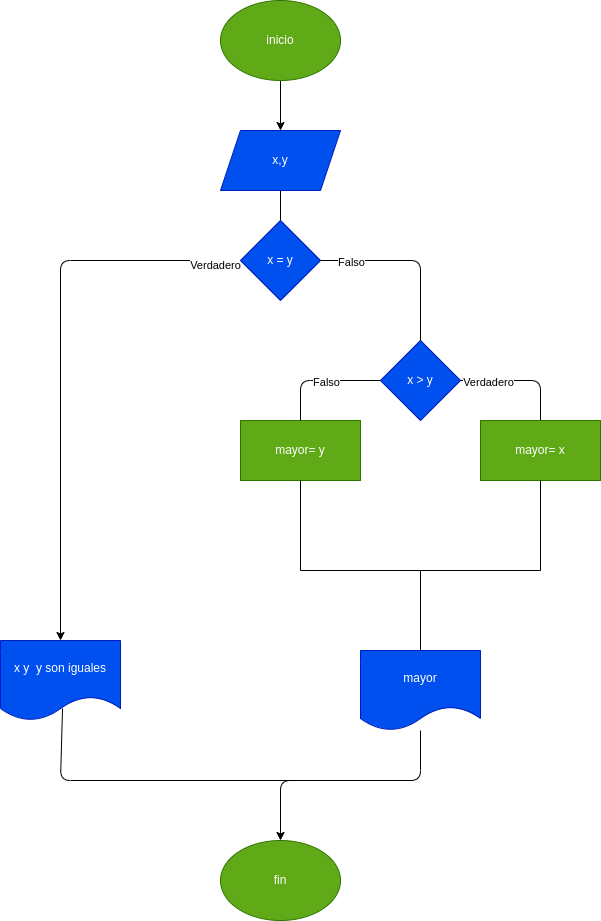 inicio
x,y
x = y
Verdadero
Falso
x > y
Falso
Verdadero
mayor= y
mayor= x
x y  y son iguales
mayor
fin